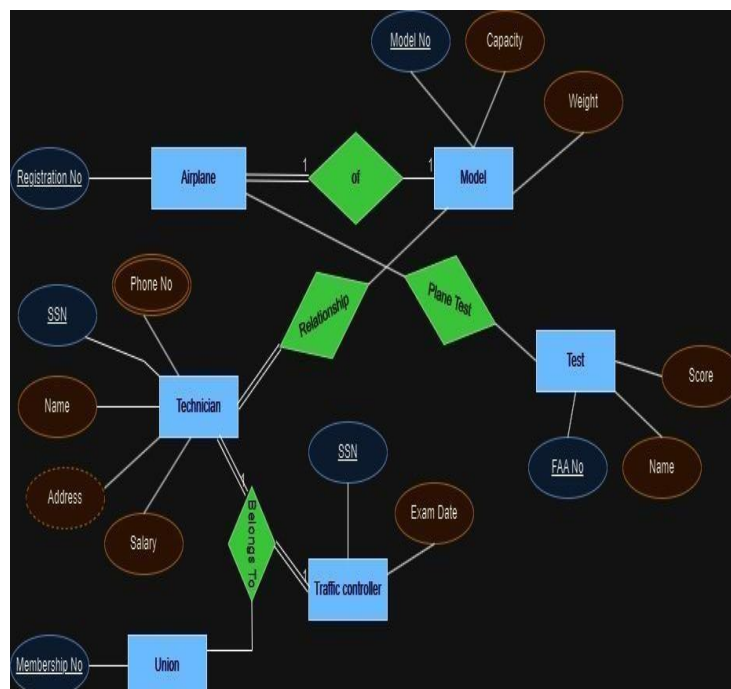 Model No
Capacity
Weight
Registration No
Airplane
1
of
1
Model
Phone No
SSN
Relationship
Plane Test
Test
Score
Name
Technician
SSN
FAA No
Name
Address
1
Exam Date
Salary
Belongs To
1
Traffic controller
Membership No
Union